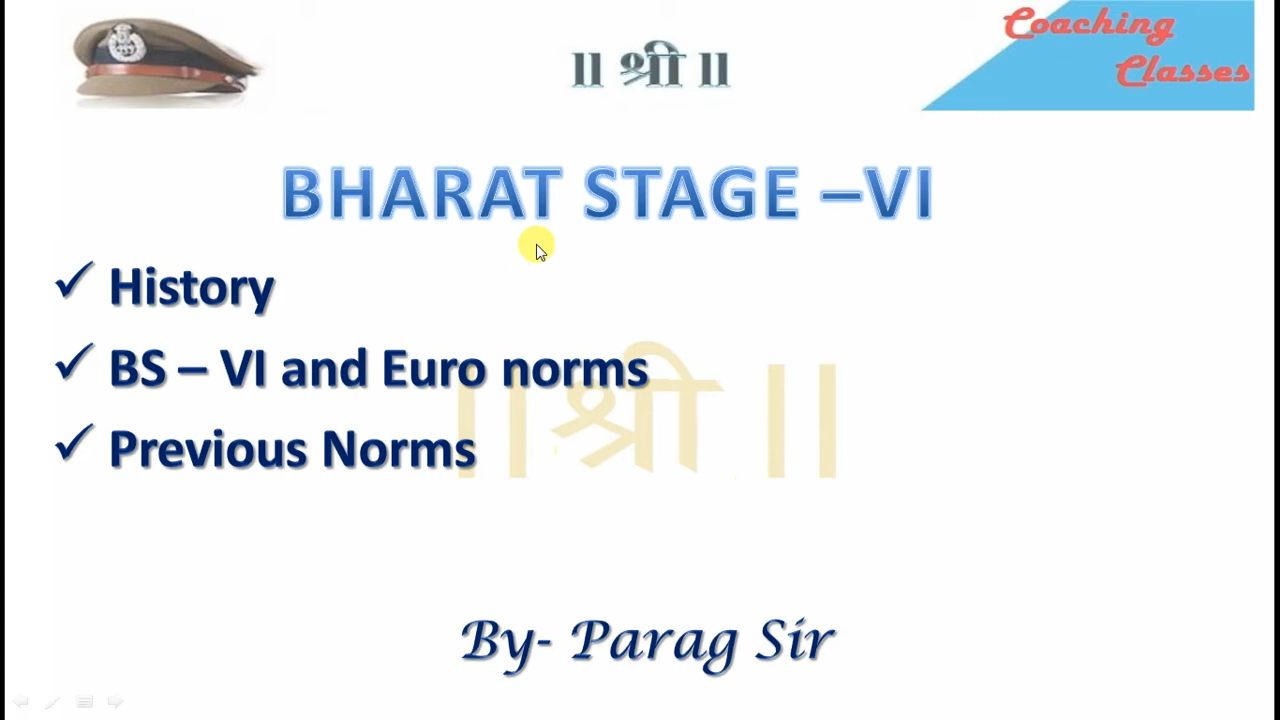 ॥ श्री ॥
Coaching
Classes
BHARAT STAGE –VI
✓ History
✓ BS – VI and Euro norms
✓ Previous Norms
॥श्री॥
By- Parag Sir